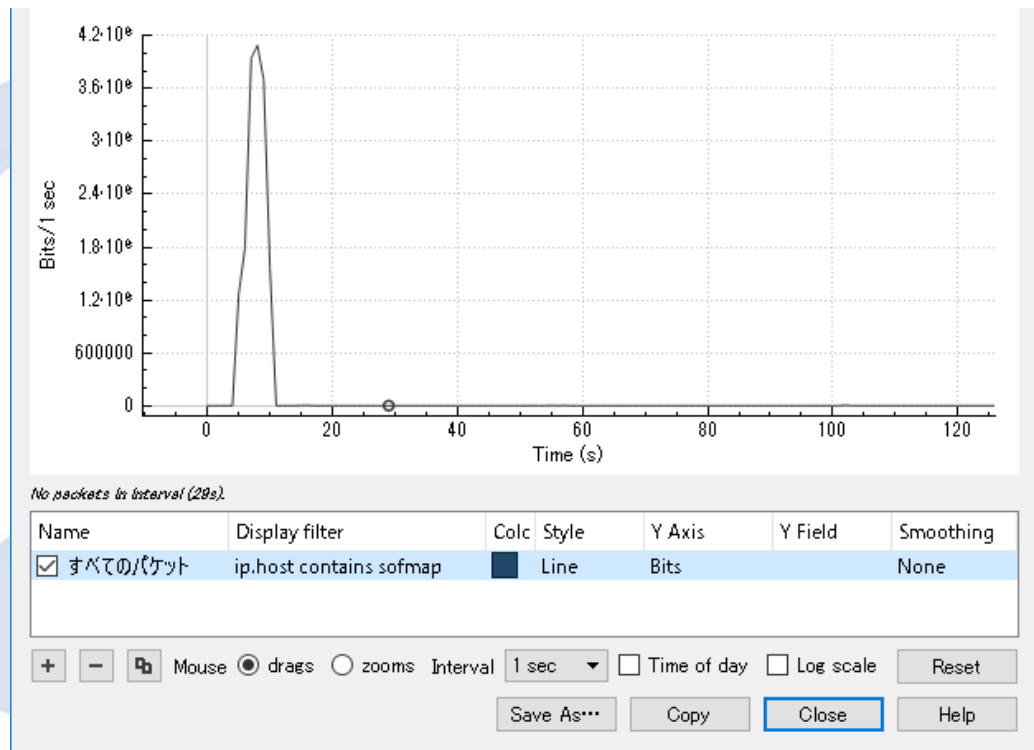 4.2·10⁶
3.6·10⁶
3·10⁶
2.4·10⁶
1.8·10⁶
1.2·10⁶
600000
0
Bits/1 sec
0 20 40 60 80 100 120
Time (s)
No packets in interval (29s).
Name Display filter Colc Style Y Axis Y Field Smoothing
すべてのパケット ip.host contains sofmap Line Bits None
+ − Mouse drags zooms Interval 1 sec Time of day Log scale Reset
Save As… Copy Close Help